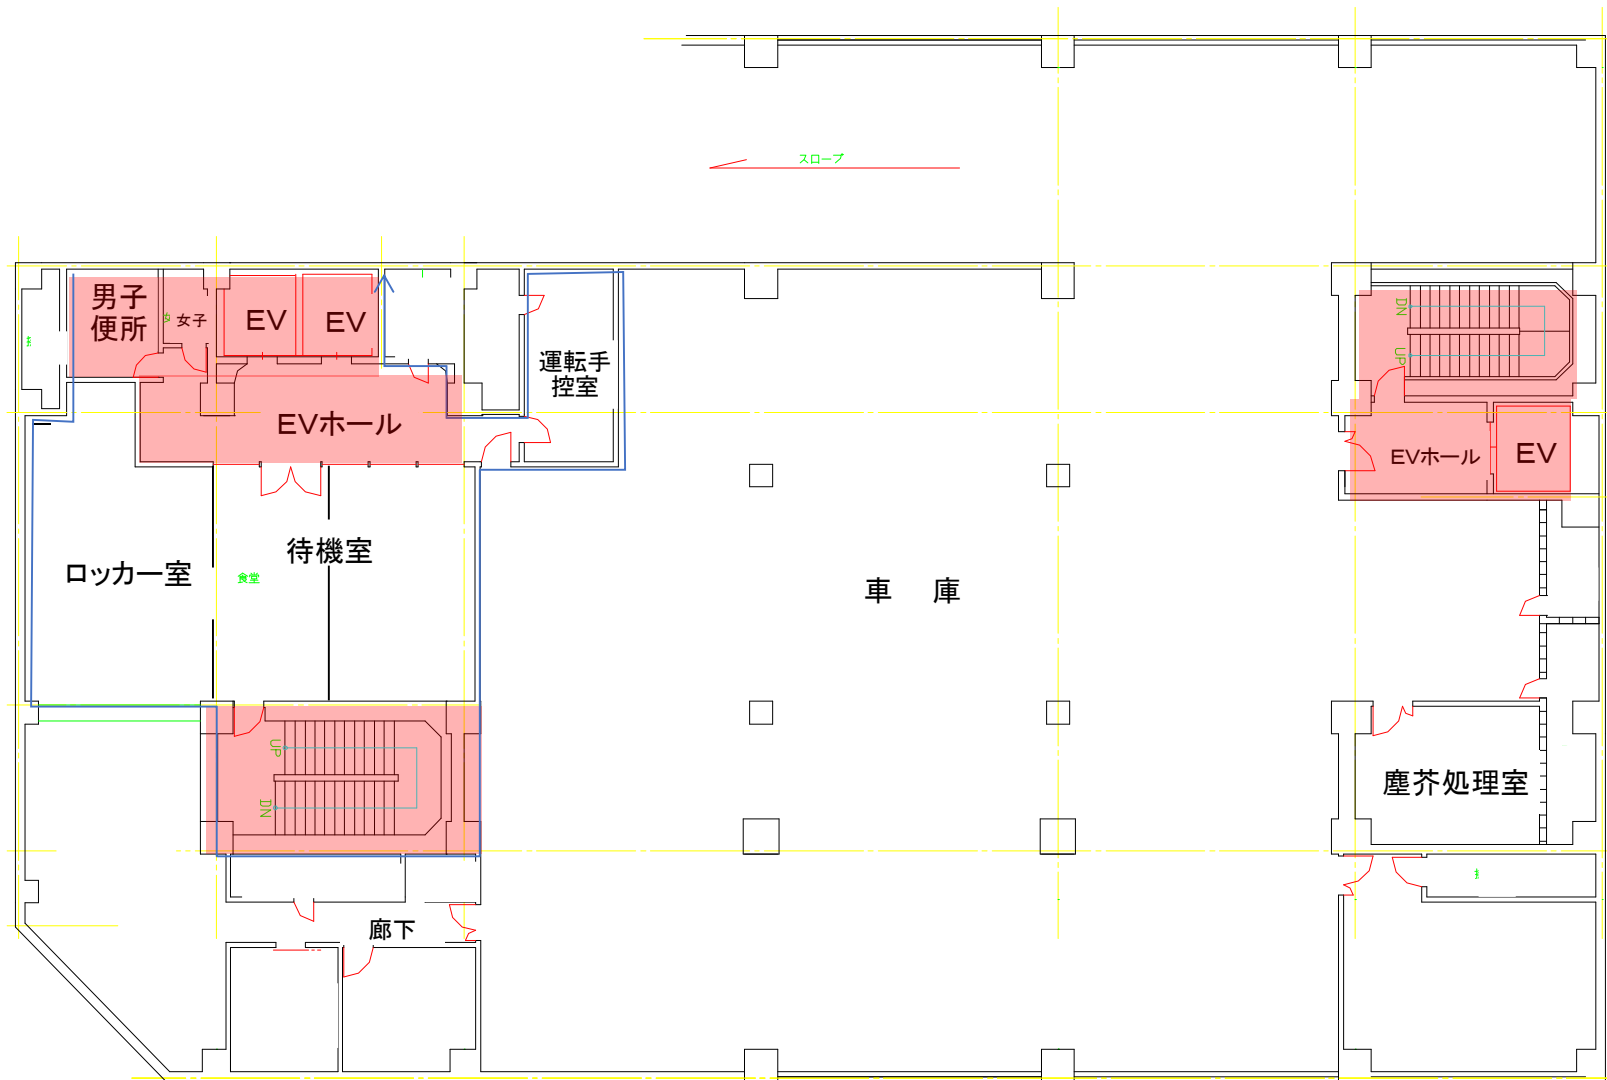 スロープ
男子
便所
女子
EV
EV
運転手
控室
EVホール
DN
UP
EVホール
EV
ロッカー室
待機室
食堂
車 庫
UP
DN
塵芥処理室
廊下